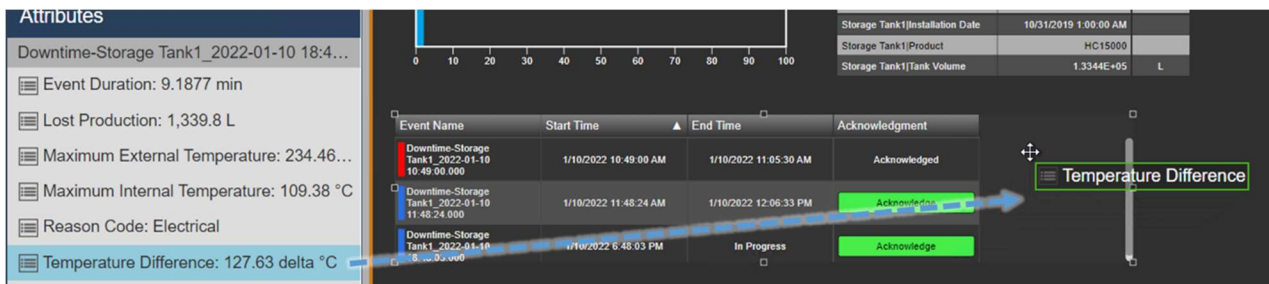 Attributes
Downtime-Storage Tank1_2022-01-10 18:4...
Event Duration: 9.1877 min
Lost Production: 1,339.8 L
Maximum External Temperature: 234.46...
Maximum Internal Temperature: 109.38 °C
Reason Code: Electrical
Temperature Difference: 127.63 delta °C
0 10 20 30 40 50 60 70 80 90 100
Storage Tank1|Installation Date 10/31/2019 1:00:00 AM
Storage Tank1|Product HC15000
Storage Tank1|Tank Volume 1.3344E+05 L
Event Name Start Time ▲ End Time Acknowledgment
Downtime-Storage
Tank1_2022-01-10 1/10/2022 10:49:00 AM 1/10/2022 11:05:30 AM Acknowledged
10:49:00.000
Downtime-Storage
Tank1_2022-01-10 1/10/2022 11:48:24 AM 1/10/2022 12:06:33 PM Acknowledge
11:48:24.000
Downtime-Storage
Tank1_2022-01-10 1/10/2022 6:48:03 PM In Progress Acknowledge
Temperature Difference